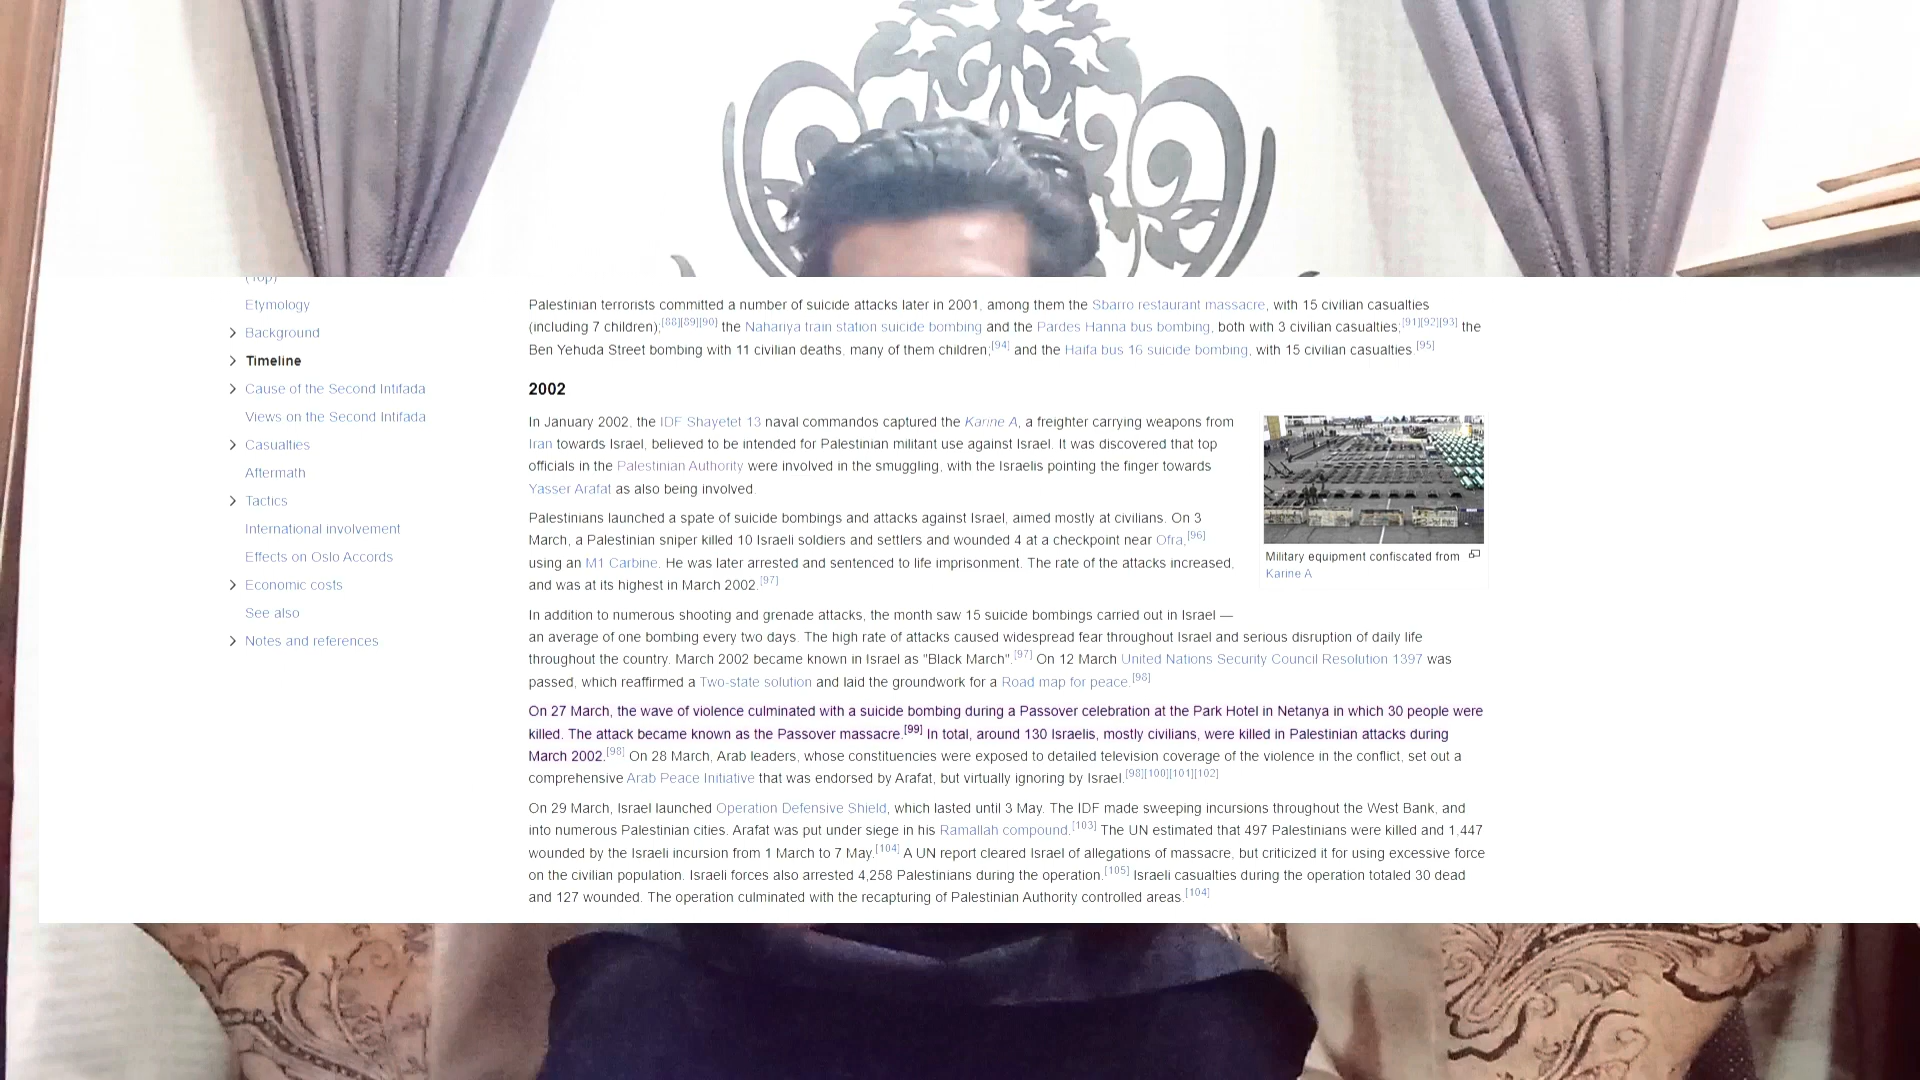 (Top)
Etymology
Background
Timeline
Cause of the Second Intifada
Views on the Second Intifada
Casualties
Aftermath
Tactics
International involvement
Effects on Oslo Accords
Economic costs
See also
Notes and references
Palestinian terrorists committed a number of suicide attacks later in 2001, among them the Sbarro restaurant massacre, with 15 civilian casualties
(including 7 children);[88][89][90] the Nahariya train station suicide bombing and the Pardes Hanna bus bombing, both with 3 civilian casualties;[91][92][93] the
Ben Yehuda Street bombing with 11 civilian deaths, many of them children;[94] and the Haifa bus 16 suicide bombing, with 15 civilian casualties.[95]
2002
In January 2002, the IDF Shayetet 13 naval commandos captured the Karine A, a freighter carrying weapons from
Iran towards Israel, believed to be intended for Palestinian militant use against Israel. It was discovered that top
officials in the Palestinian Authority were involved in the smuggling, with the Israelis pointing the finger towards
Yasser Arafat as also being involved.
Military equipment confiscated from
Karine A
Palestinians launched a spate of suicide bombings and attacks against Israel, aimed mostly at civilians. On 3
March, a Palestinian sniper killed 10 Israeli soldiers and settlers and wounded 4 at a checkpoint near Ofra,[96]
using an M1 Carbine. He was later arrested and sentenced to life imprisonment. The rate of the attacks increased,
and was at its highest in March 2002.[97]
In addition to numerous shooting and grenade attacks, the month saw 15 suicide bombings carried out in Israel —
an average of one bombing every two days. The high rate of attacks caused widespread fear throughout Israel and serious disruption of daily life
throughout the country. March 2002 became known in Israel as "Black March".[97] On 12 March United Nations Security Council Resolution 1397 was
passed, which reaffirmed a Two-state solution and laid the groundwork for a Road map for peace.[98]
On 27 March, the wave of violence culminated with a suicide bombing during a Passover celebration at the Park Hotel in Netanya in which 30 people were
killed. The attack became known as the Passover massacre.[99] In total, around 130 Israelis, mostly civilians, were killed in Palestinian attacks during
March 2002.[98] On 28 March, Arab leaders, whose constituencies were exposed to detailed television coverage of the violence in the conflict, set out a
comprehensive Arab Peace Initiative that was endorsed by Arafat, but virtually ignoring by Israel.[98][100][101][102]
On 29 March, Israel launched Operation Defensive Shield, which lasted until 3 May. The IDF made sweeping incursions throughout the West Bank, and
into numerous Palestinian cities. Arafat was put under siege in his Ramallah compound.[103] The UN estimated that 497 Palestinians were killed and 1,447
wounded by the Israeli incursion from 1 March to 7 May.[104] A UN report cleared Israel of allegations of massacre, but criticized it for using excessive force
on the civilian population. Israeli forces also arrested 4,258 Palestinians during the operation.[105] Israeli casualties during the operation totaled 30 dead
and 127 wounded. The operation culminated with the recapturing of Palestinian Authority controlled areas.[104]